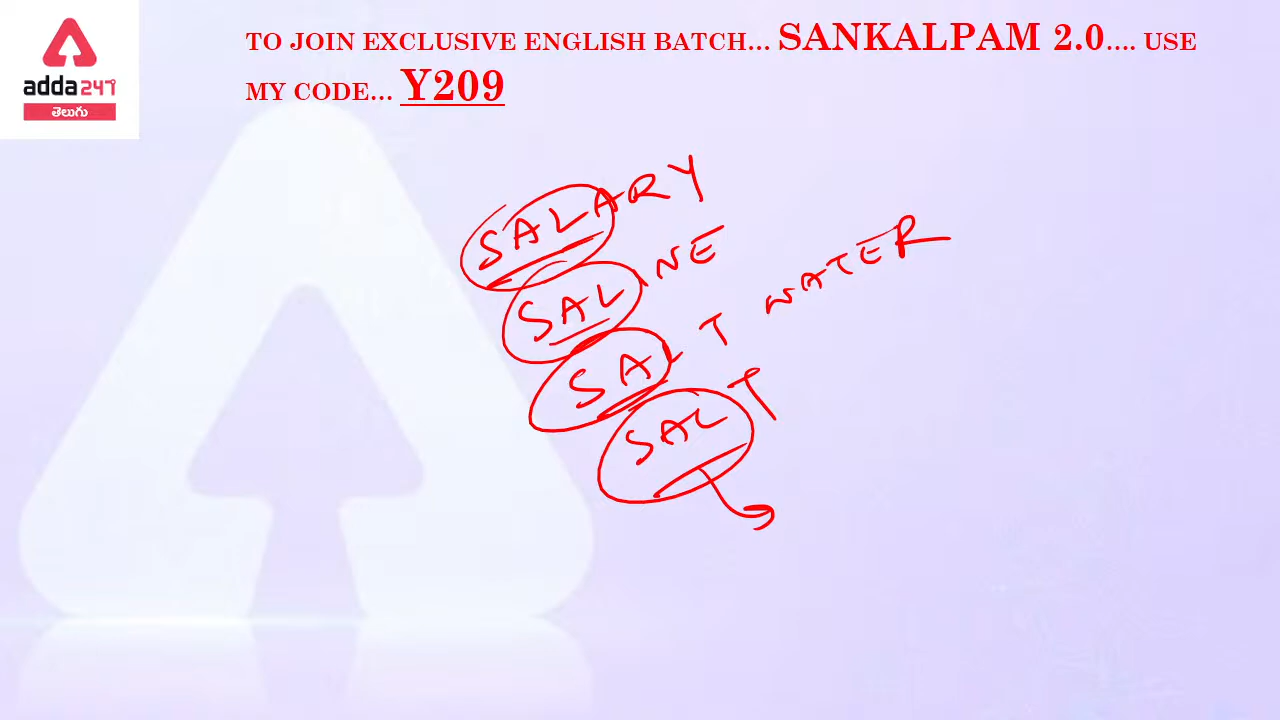 adda247
తెలుగు
TO JOIN EXCLUSIVE ENGLISH BATCH... SANKALPAM 2.0.... USE
MY CODE... Y209
SALARY
SALINE
SALT WATER
SALT